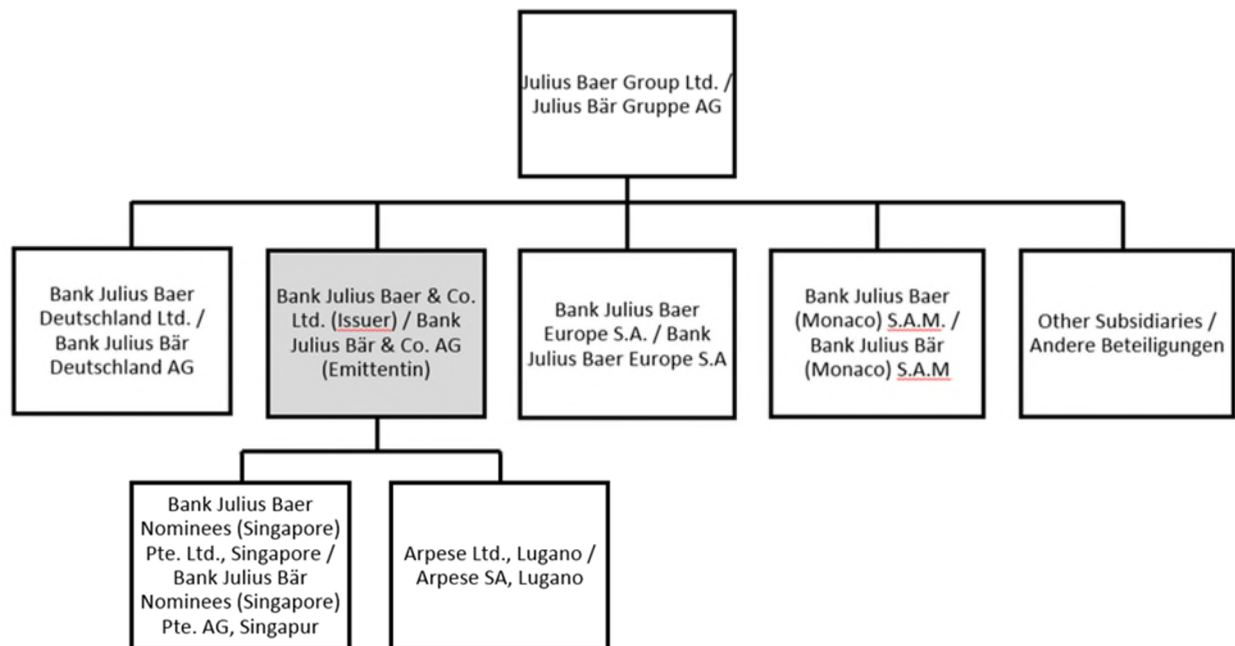 Julius Baer Group Ltd. /
Julius Bär Gruppe AG
Bank Julius Baer
Deutschland Ltd. /
Bank Julius Bär
Deutschland AG
Bank Julius Baer & Co.
Ltd. (Issuer) / Bank
Julius Bär & Co. AG
(Emittentin)
Bank Julius Baer
Europe S.A. / Bank
Julius Baer Europe S.A
Bank Julius Baer
(Monaco) S.A.M. /
Bank Julius Bär
(Monaco) S.A.M
Other Subsidiaries /
Andere Beteiligungen
Bank Julius Baer
Nominees (Singapore)
Pte. Ltd., Singapore /
Bank Julius Bär
Nominees (Singapore)
Pte. AG, Singapur
Arpese Ltd., Lugano /
Arpese SA, Lugano